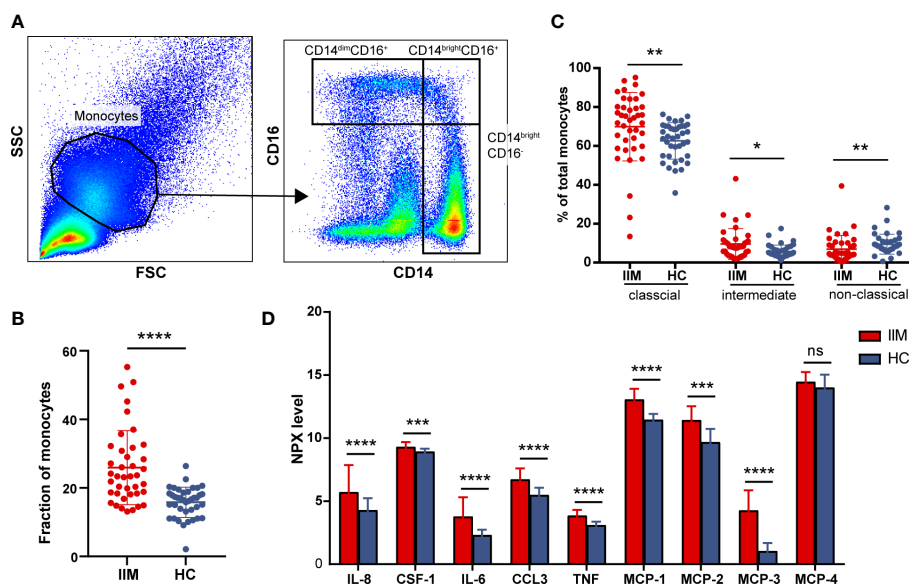 A
SSC
Monocytes
FSC
CD14dimCD16+
CD14brightCD16+
CD14bright
CD16-
CD16
CD14
C
% of total monocytes
100
80
60
40
20
0
**
*
**
IIM
HC
IIM
HC
IIM
HC
classcial
intermediate
non-classical
B
Fraction of monocytes
60
40
20
0
****
IIM
HC
D
NPX level
20
15
10
5
0
****
***
****
****
****
****
***
****
ns
IIM
HC
IL-8
CSF-1
IL-6
CCL3
TNF
MCP-1
MCP-2
MCP-3
MCP-4